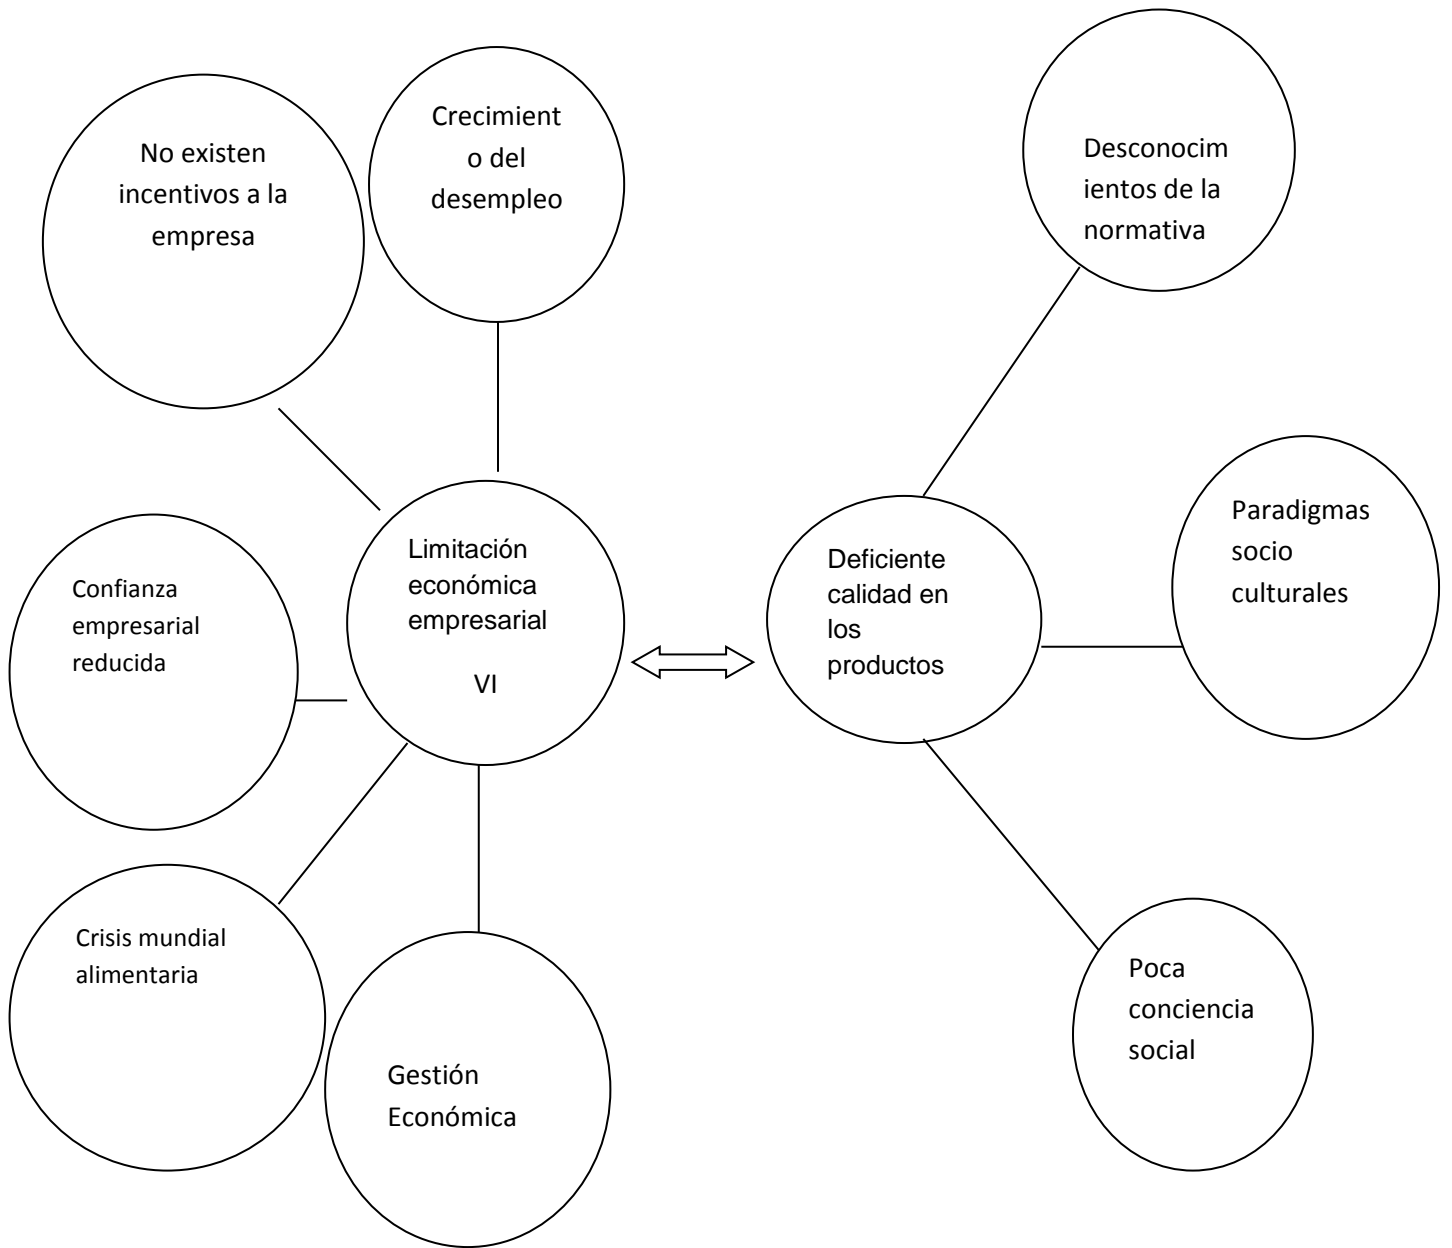 No existen
incentivos a la
empresa
Crecimient
o del
desempleo
Desconocim
ientos de la
normativa
Confianza
empresarial
reducida
Limitación
económica
empresarial
VI
Deficiente
calidad en
los
productos
Paradigmas
socio
culturales
Crisis mundial
alimentaria
Gestión
Económica
Poca
conciencia
social